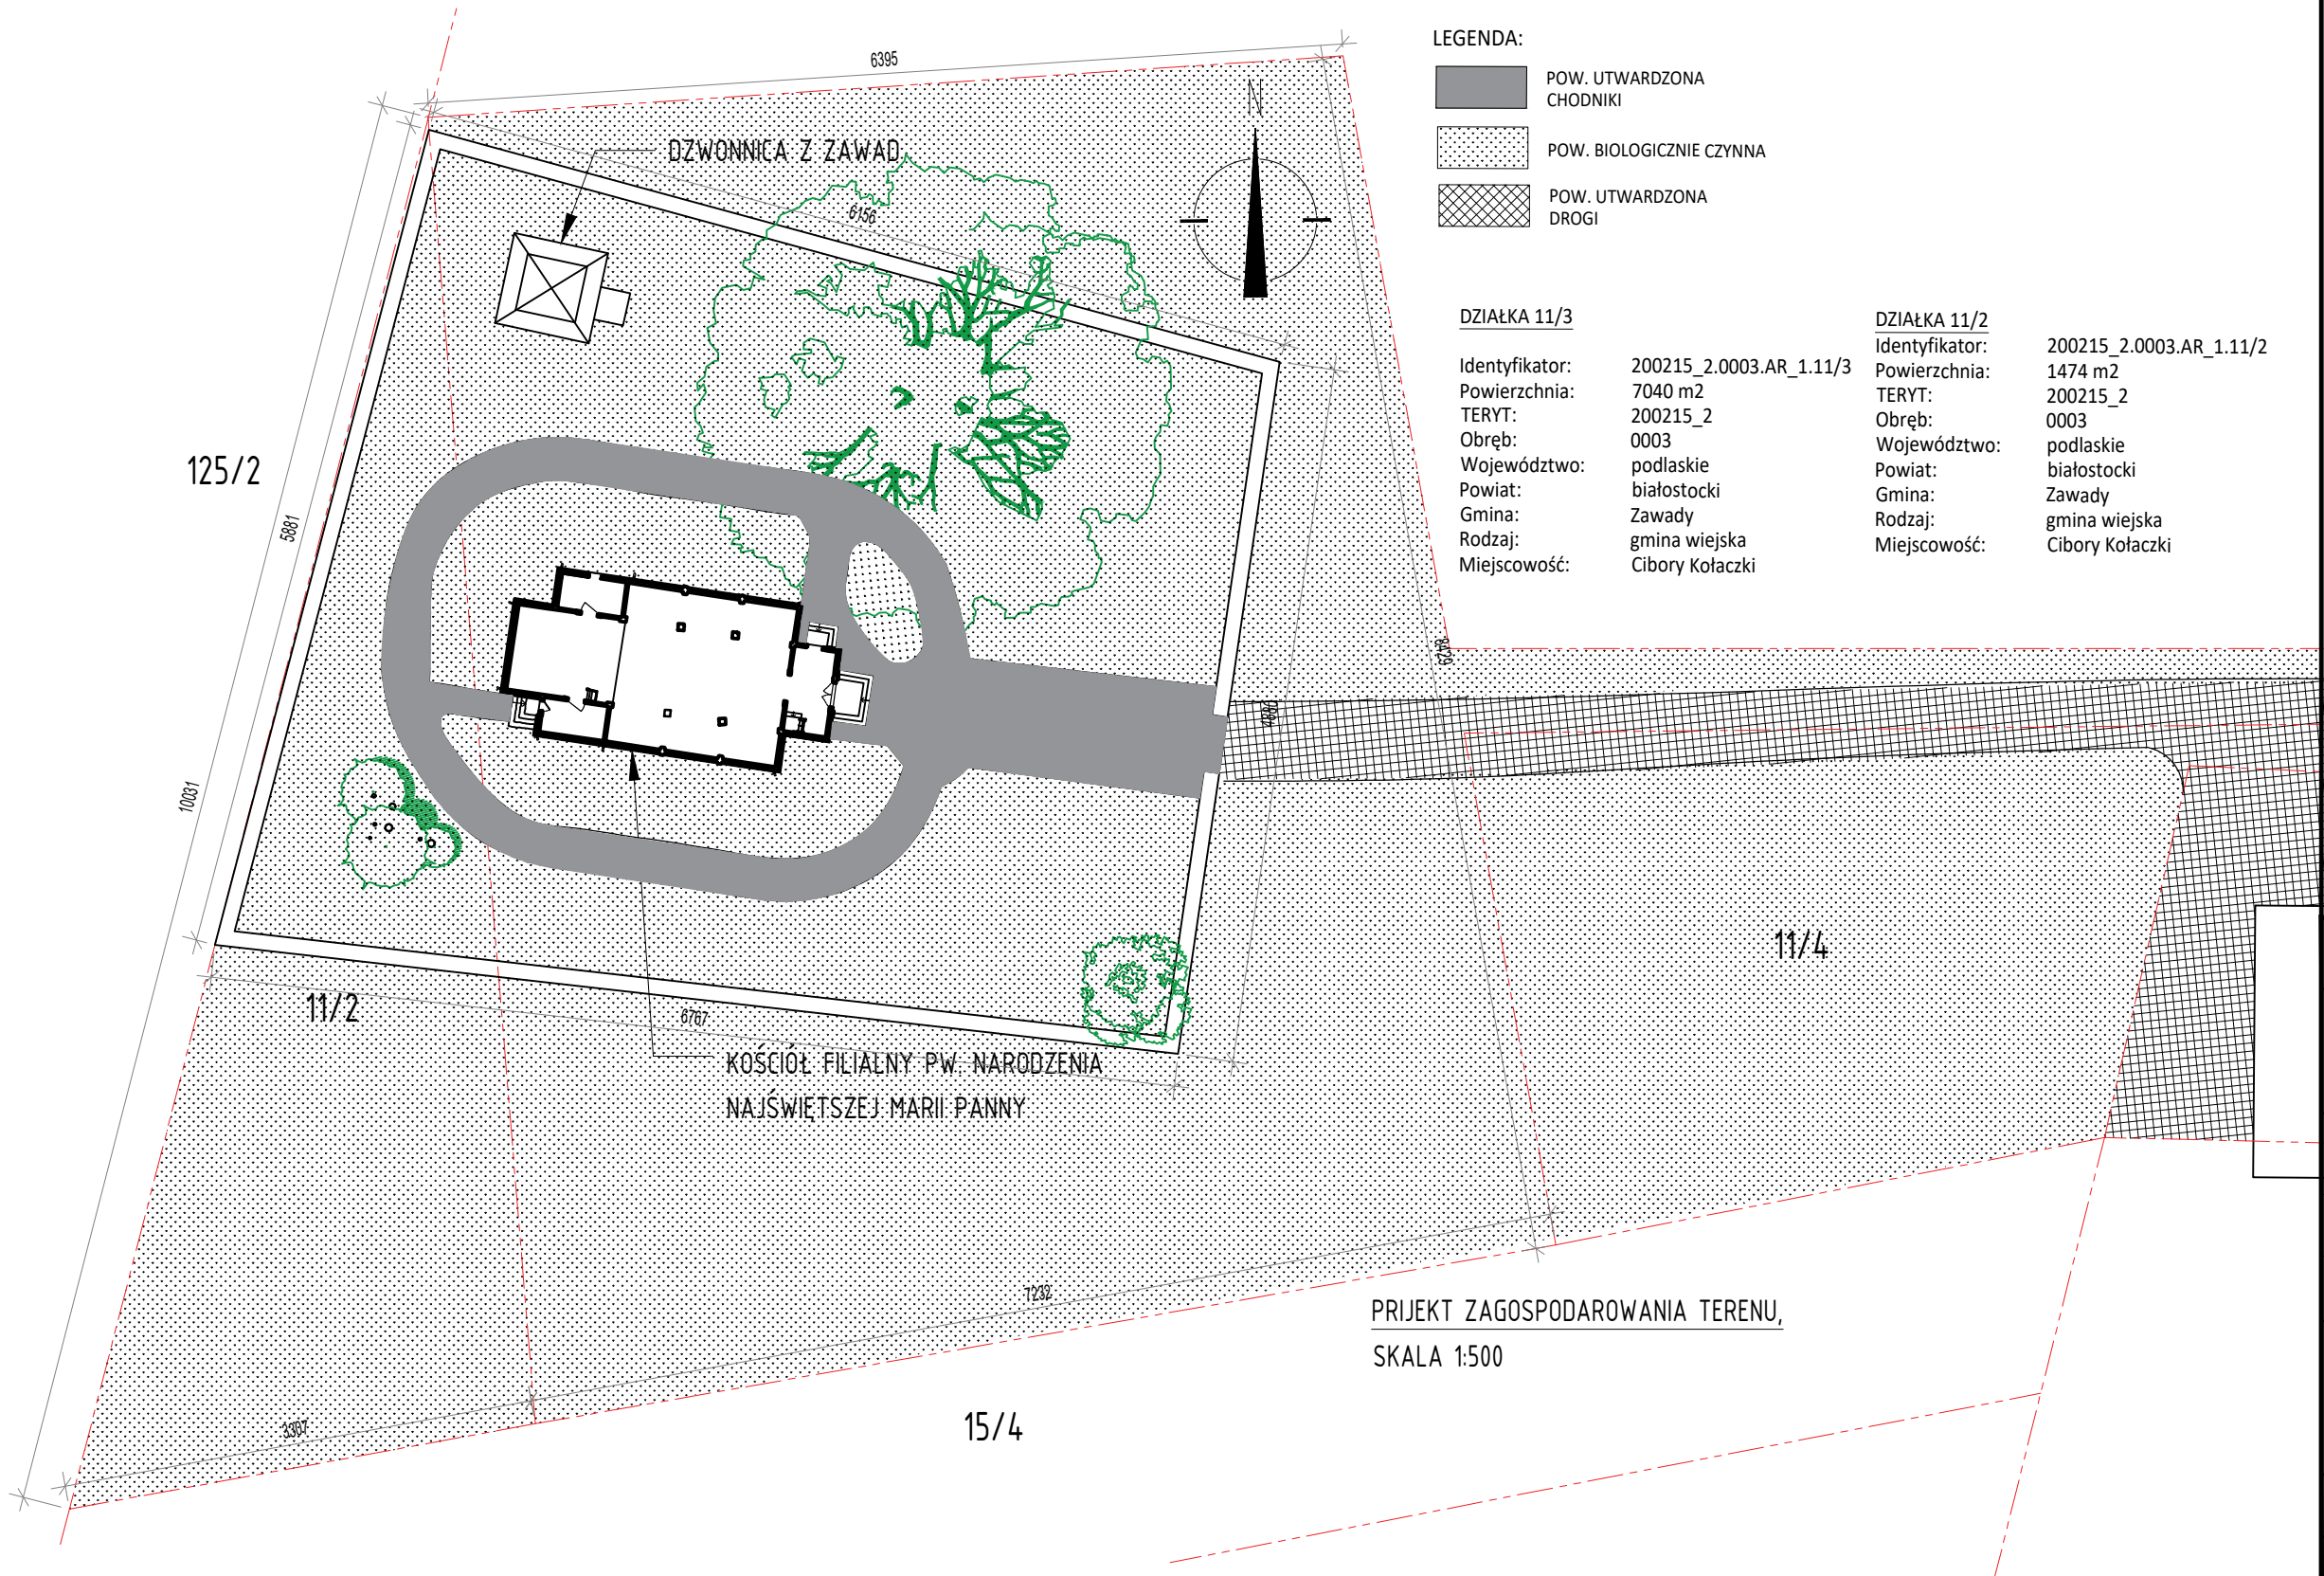 6395
LEGENDA:
POW. UTWARDZONA
CHODNIKI
POW. BIOLOGICZNIE CZYNNA
POW. UTWARDZONA
DROGI
N
DZWONNICA Z ZAWAD
6156
DZIAŁKA 11/3
Identyfikator: 200215_2.0003.AR_1.11/3
Powierzchnia: 7040 m2
TERYT: 200215_2
Obręb: 0003
Województwo: podlaskie
Powiat: białostocki
Gmina: Zawady
Rodzaj: gmina wiejska
Miejscowość: Cibory Kołaczki
DZIAŁKA 11/2
Identyfikator: 200215_2.0003.AR_1.11/2
Powierzchnia: 1474 m2
TERYT: 200215_2
Obręb: 0003
Województwo: podlaskie
Powiat: białostocki
Gmina: Zawady
Rodzaj: gmina wiejska
Miejscowość: Cibory Kołaczki
125/2
5881
8429
4880
10031
11/4
11/2
6767
KOŚCIÓŁ FILIALNY PW. NARODZENIA
NAJŚWIĘTSZEJ MARII PANNY
7232
PRIJEKT ZAGOSPODAROWANIA TERENU,
SKALA 1:500
3307
15/4